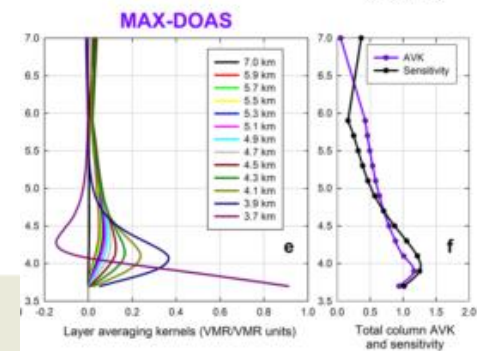 MAX-DOAS
7.0
6.5
6.0
5.5
5.0
4.5
4.0
3.5
-0.2 0.0 0.2 0.4 0.6 0.8 1.0
Layer averaging kernels (VMR/VMR units)
7.0 km
5.9 km
5.7 km
5.5 km
5.3 km
5.1 km
4.9 km
4.7 km
4.5 km
4.3 km
4.1 km
3.9 km
3.7 km
e
7.0
6.5
6.0
5.5
5.0
4.5
4.0
3.5
0.0 0.5 1.0 1.5 2.0
AVK
Sensitivity
f
Total column AVK
and sensitivity